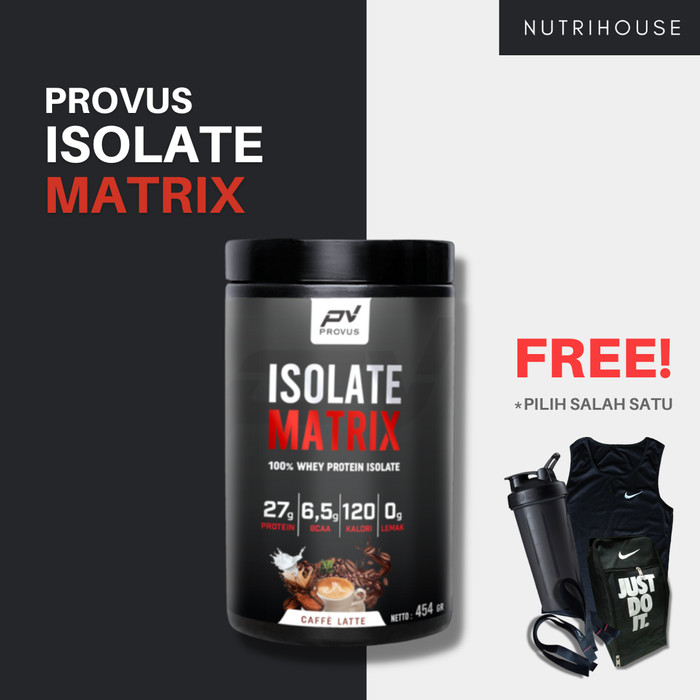 NUTRIHOUSE
PROVUS
ISOLATE
MATRIX
PV
PROVUS
ISOLATE
MATRIX
100% WHEY PROTEIN ISOLATE
27g 6,5g 120 0g
PROTEIN BCAA KALORI LEMAK
CAFFÈ LATTE
NETTO : 454 GR
FREE!
*PILIH SALAH SATU
JUST
DO
IT.